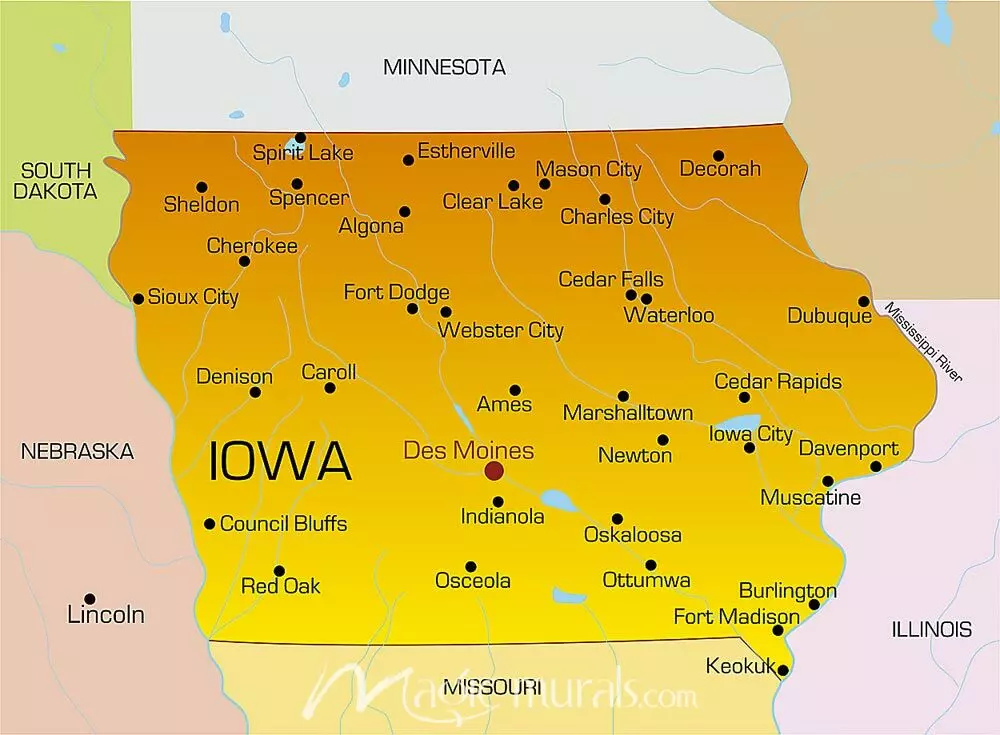 MINNESOTA
SOUTH
DAKOTA
Spirit Lake
Estherville
Mason City
Decorah
Sheldon
Spencer
Clear Lake
Algona
Charles City
Cherokee
Sioux City
Fort Dodge
Cedar Falls
Webster City
Waterloo
Dubuque
Mississippi River
Denison
Caroll
Cedar Rapids
Ames
Marshalltown
NEBRASKA
IOWA
Des Moines
Newton
Iowa City
Davenport
Muscatine
Council Bluffs
Indianola
Oskaloosa
Red Oak
Osceola
Ottumwa
Burlington
Lincoln
Fort Madison
ILLINOIS
Keokuk
MISSOURI
Magicmurals.com